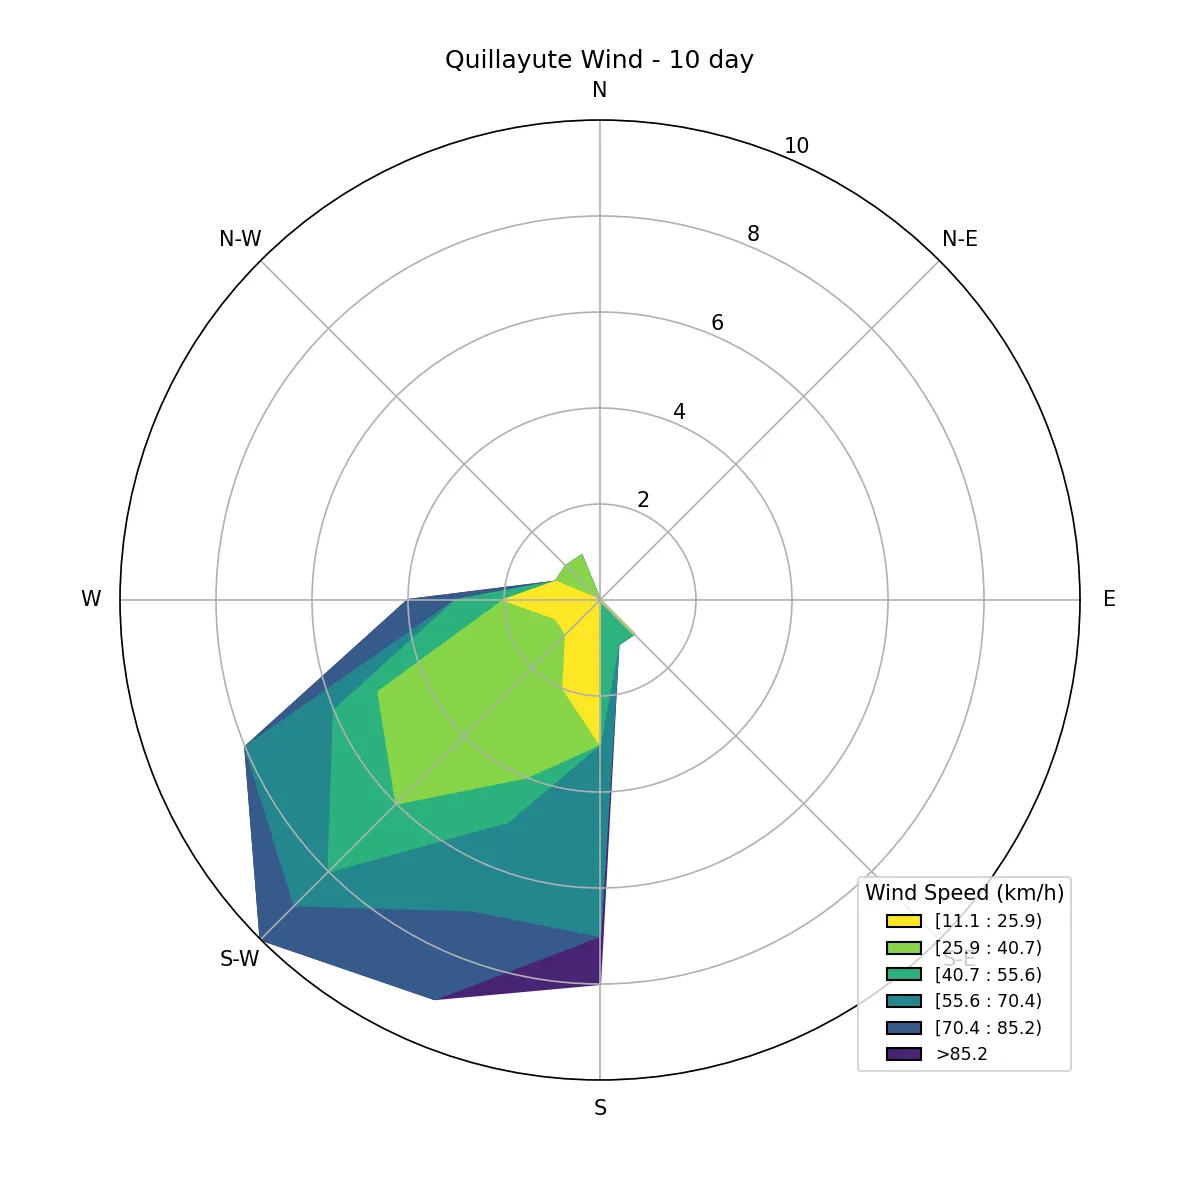 Quillayute Wind - 10 day
N
10
N-W
N-E
8
6
4
2
W
E
S-W
S-E
S
Wind Speed (km/h)
[11.1 : 25.9)
[25.9 : 40.7)
[40.7 : 55.6)
[55.6 : 70.4)
[70.4 : 85.2)
>85.2